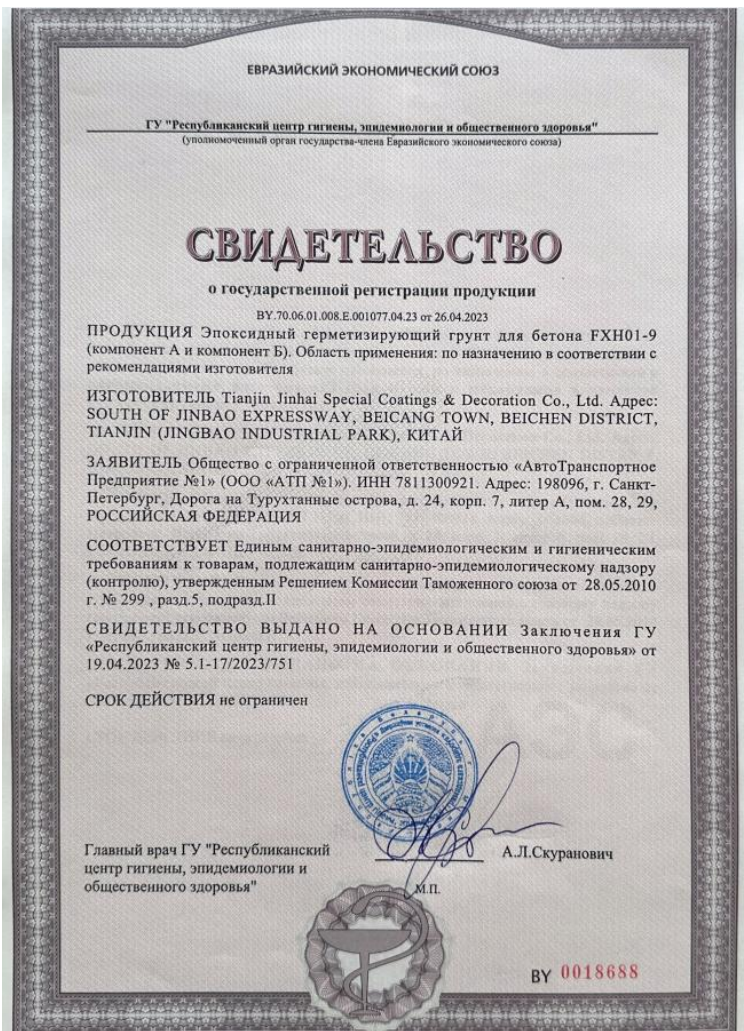 ЕВРАЗИЙСКИЙ ЭКОНОМИЧЕСКИЙ СОЮЗ
ГУ "Республиканский центр гигиены, эпидемиологии и общественного здоровья"
(уполномоченный орган государства-члена Евразийского экономического союза)
СВИДЕТЕЛЬСТВО
о государственной регистрации продукции
BY.70.06.01.008.E.001077.04.23 от 26.04.2023
ПРОДУКЦИЯ Эпоксидный герметизирующий грунт для бетона FXH01-9
(компонент А и компонент Б). Область применения: по назначению в соответствии с
рекомендациями изготовителя
ИЗГОТОВИТЕЛЬ Tianjin Jinhai Special Coatings & Decoration Co., Ltd. Адрес:
SOUTH OF JINBAO EXPRESSWAY, BEICANG TOWN, BEICHEN DISTRICT,
TIANJIN (JINGBAO INDUSTRIAL PARK), КИТАЙ
ЗАЯВИТЕЛЬ Общество с ограниченной ответственностью «АвтоТранспортное
Предприятие №1» (ООО «АТП №1»). ИНН 7811300921. Адрес: 198096, г. Санкт-
Петербург, Дорога на Турухтанные острова, д. 24, корп. 7, литер А, пом. 28, 29,
РОССИЙСКАЯ ФЕДЕРАЦИЯ
СООТВЕТСТВУЕТ Единым санитарно-эпидемиологическим и гигиеническим
требованиям к товарам, подлежащим санитарно-эпидемиологическому надзору
(контролю), утвержденным Решением Комиссии Таможенного союза от 28.05.2010
г. № 299 , разд.5, подразд.II
СВИДЕТЕЛЬСТВО ВЫДАНО НА ОСНОВАНИИ Заключения ГУ
«Республиканский центр гигиены, эпидемиологии и общественного здоровья» от
19.04.2023 № 5.1-17/2023/751
СРОК ДЕЙСТВИЯ не ограничен
Главный врач ГУ "Республиканский
центр гигиены, эпидемиологии и
общественного здоровья"
А.Л.Скуранович
М.П.
BY 0018688